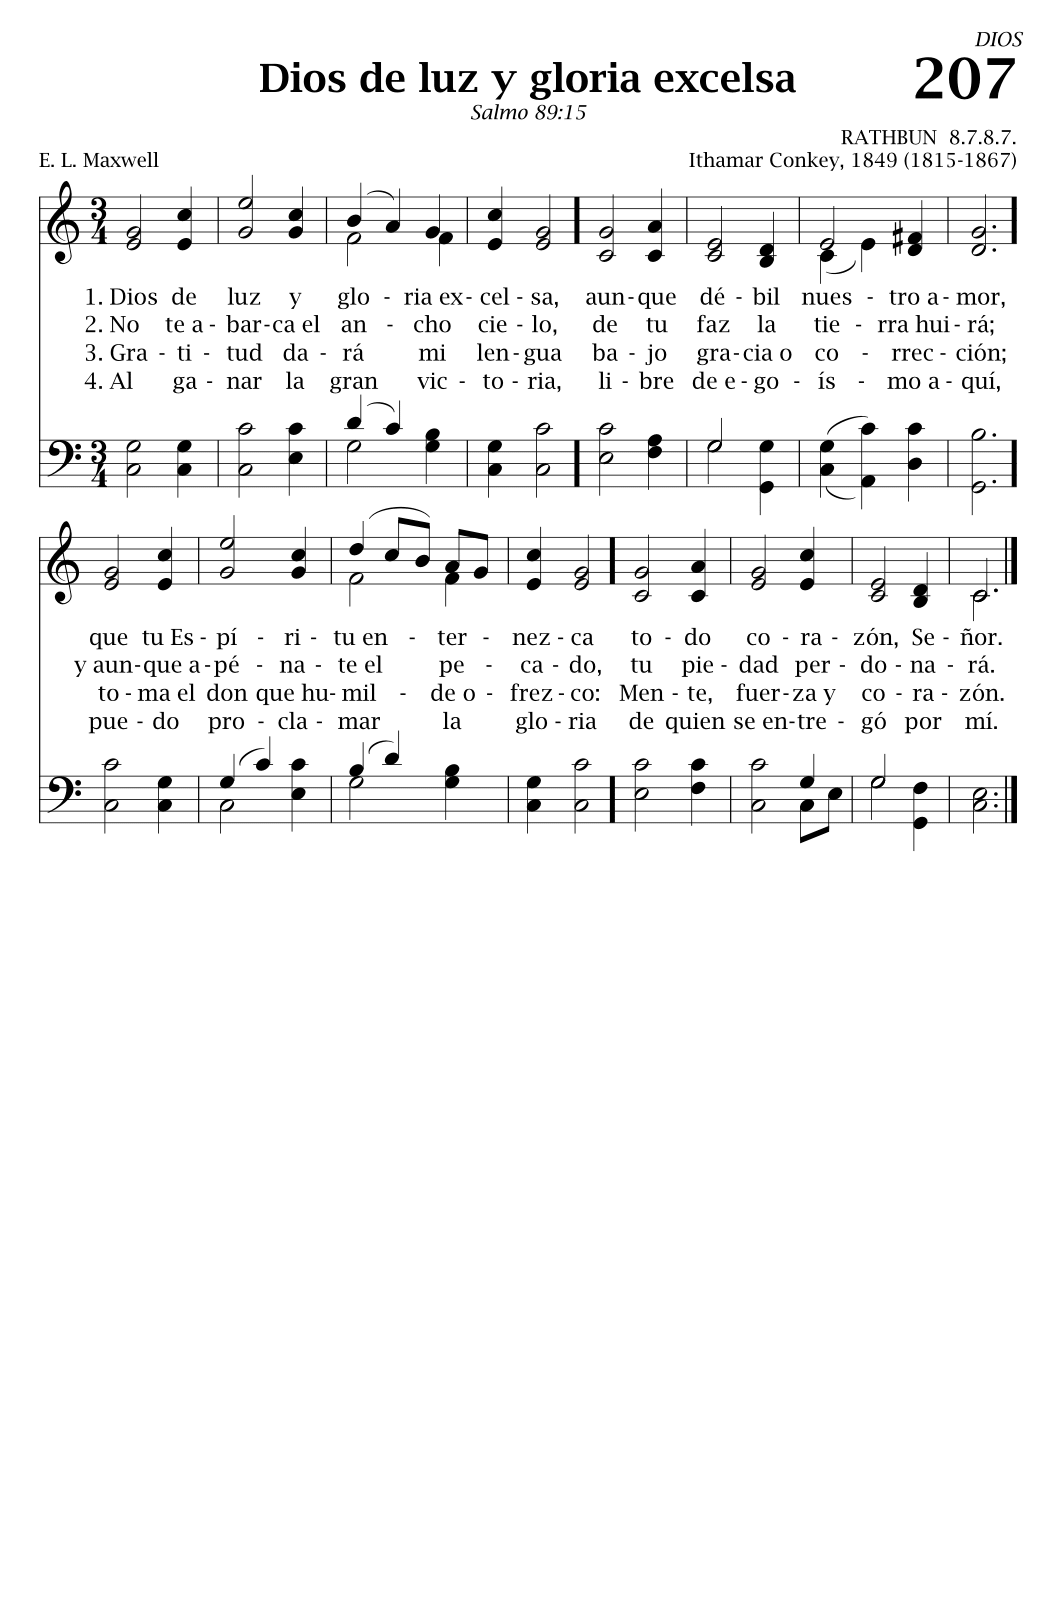 DIOS
Dios de luz y gloria excelsa
207
Salmo 89:15
RATHBUN 8.7.8.7.
E. L. Maxwell
Ithamar Conkey, 1849 (1815-1867)
1. Dios de luz y glo - ria ex - cel - sa, aun - que dé - bil nues - tro a - mor,
2. No te a - bar - ca el an - cho cie - lo, de tu faz la tie - rra hui - rá;
3. Gra - ti - tud da - rá mi len - gua ba - jo gra - cia o co - rrec - ción;
4. Al ga - nar la gran vic - to - ria, li - bre de e - go - ís - mo a - quí,
que tu Es - pí - ri - tu en - ter - nez - ca to - do co - ra - zón, Se - ñor.
y aun - que a - pé - na - te el pe - ca - do, tu pie - dad per - do - na - rá.
to - ma el don que hu - mil - de o - frez - co: Men - te, fuer - za y co - ra - zón.
pue - do pro - cla - mar la glo - ria de quien se en - tre - gó por mí.